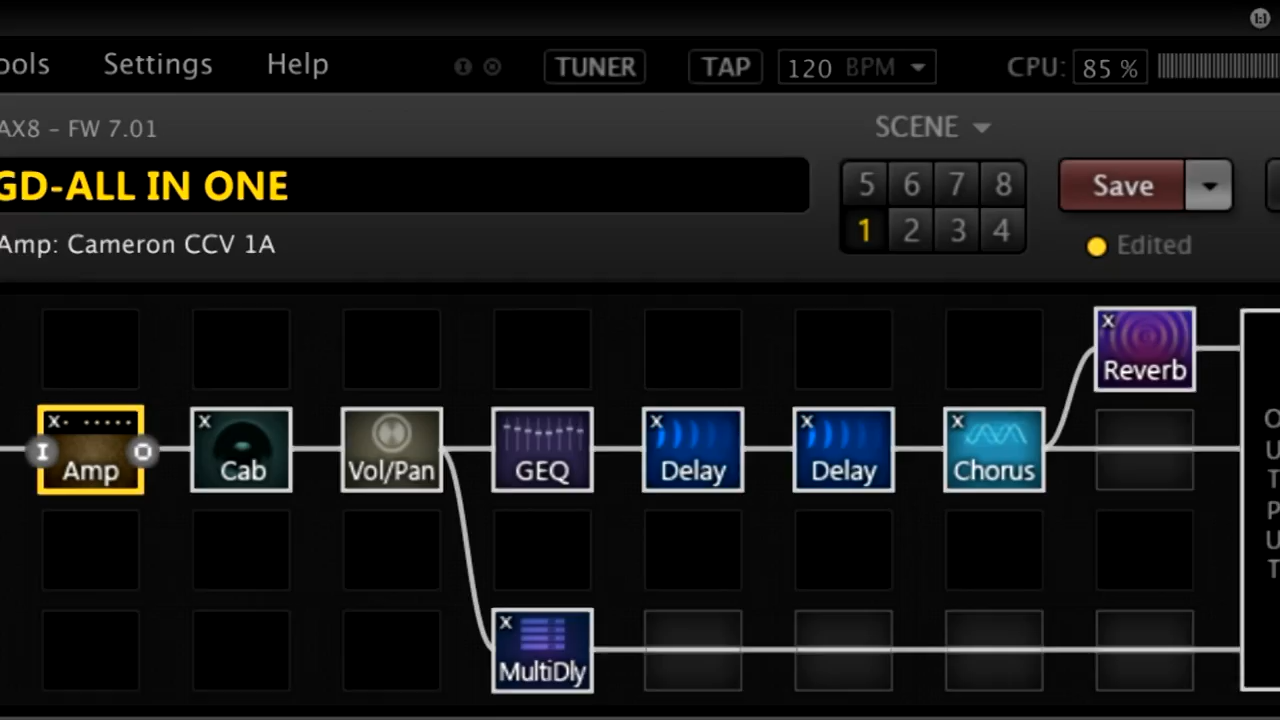 ools Settings Help TUNER TAP 120 BPM CPU: 85 %
AX8 – FW 7.01
SCENE
GD-ALL IN ONE
5 6 7 8
Save
1 2 3 4
Amp: Cameron CCV 1A
Edited
Reverb
Amp Cab Vol/Pan GEQ Delay Delay Chorus
MultiDly
OUTPUT